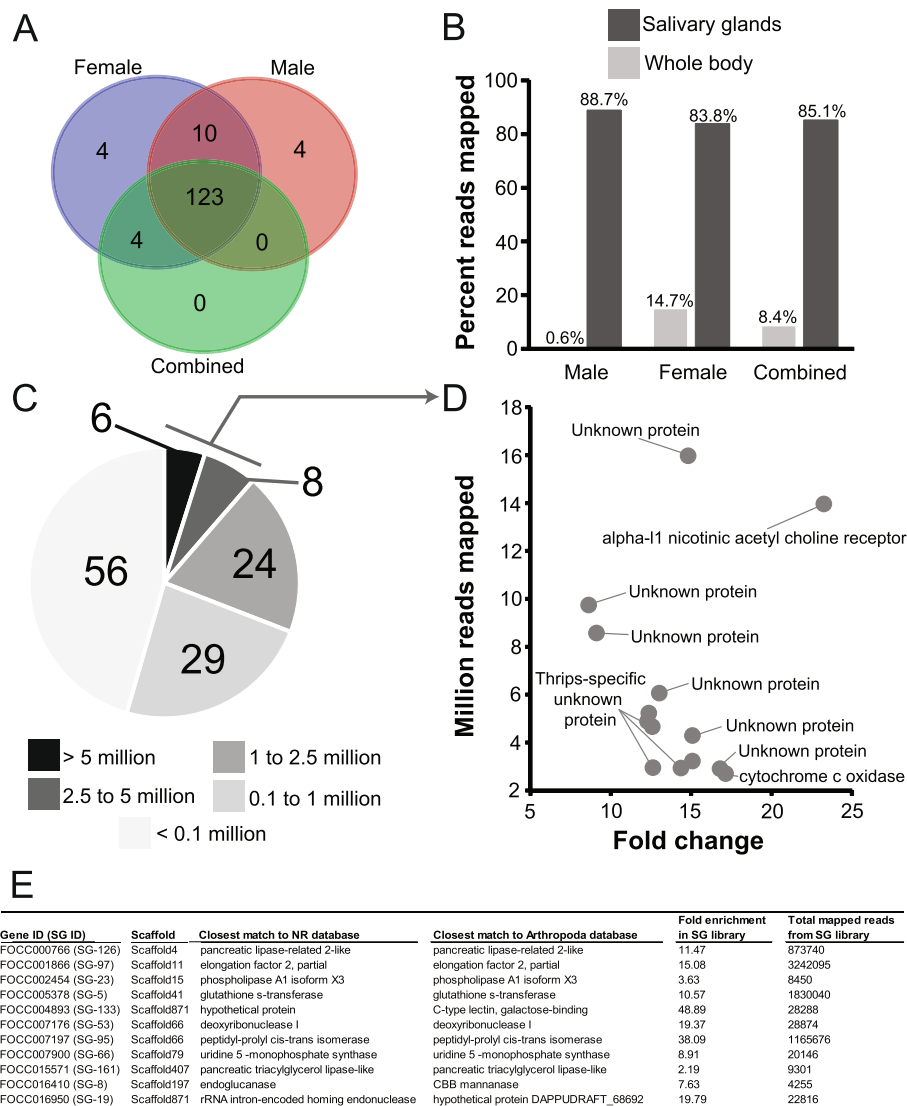 A
Female
Male
4
10
4
123
4
0
0
Combined
B
Salivary glands
Whole body
Percent reads mapped
100
80
60
40
20
0
88.7%
83.8%
85.1%
0.6%
14.7%
8.4%
Male
Female
Combined
C
6
8
24
29
56
> 5 million
1 to 2.5 million
2.5 to 5 million
0.1 to 1 million
< 0.1 million
D
Million reads mapped
18
16
14
12
10
8
6
4
2
Unknown protein
alpha-l1 nicotinic acetyl choline receptor
Unknown protein
Unknown protein
Thrips-specific
unknown
protein
Unknown protein
Unknown protein
Unknown protein
cytochrome c oxidase
5 10 15 20 25
Fold change
E
Gene ID (SG ID) Scaffold Closest match to NR database Closest match to Arthropoda database Fold enrichment in SG library Total mapped reads from SG library
FOCC000766 (SG-126) Scaffold4 pancreatic lipase-related 2-like pancreatic lipase-related 2-like 11.47 873740
FOCC001866 (SG-97) Scaffold11 elongation factor 2, partial elongation factor 2, partial 15.08 3242095
FOCC002454 (SG-23) Scaffold15 phospholipase A1 isoform X3 phospholipase A1 isoform X3 3.63 8450
FOCC005378 (SG-5) Scaffold41 glutathione s-transferase glutathione s-transferase 10.57 1830040
FOCC004893 (SG-133) Scaffold871 hypothetical protein C-type lectin, galactose-binding 48.89 28288
FOCC007176 (SG-53) Scaffold66 deoxyribonuclease I deoxyribonuclease I 19.37 28874
FOCC007197 (SG-95) Scaffold66 peptidyl-prolyl cis-trans isomerase peptidyl-prolyl cis-trans isomerase 38.09 1165676
FOCC007900 (SG-66) Scaffold79 uridine 5 -monophosphate synthase uridine 5 -monophosphate synthase 8.91 20146
FOCC015571 (SG-161) Scaffold407 pancreatic triacylglycerol lipase-like pancreatic triacylglycerol lipase-like 2.19 9301
FOCC016410 (SG-8) Scaffold197 endoglucanase CBB mannanase 7.63 4255
FOCC016950 (SG-19) Scaffold871 rRNA intron-encoded homing endonuclease hypothetical protein DAPPUDRAFT_68692 19.79 22816